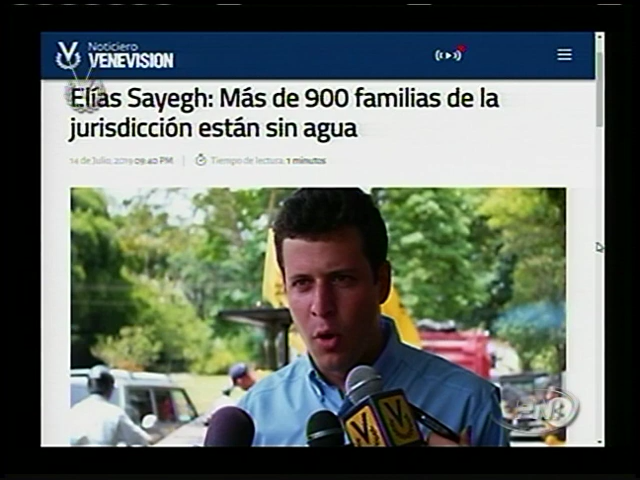 Noticiero
VENEVISION
Elías Sayegh: Más de 900 familias de la
jurisdicción están sin agua
14 de Julio, 2019 09:40 PM | Tiempo de lectura: 1 minutos